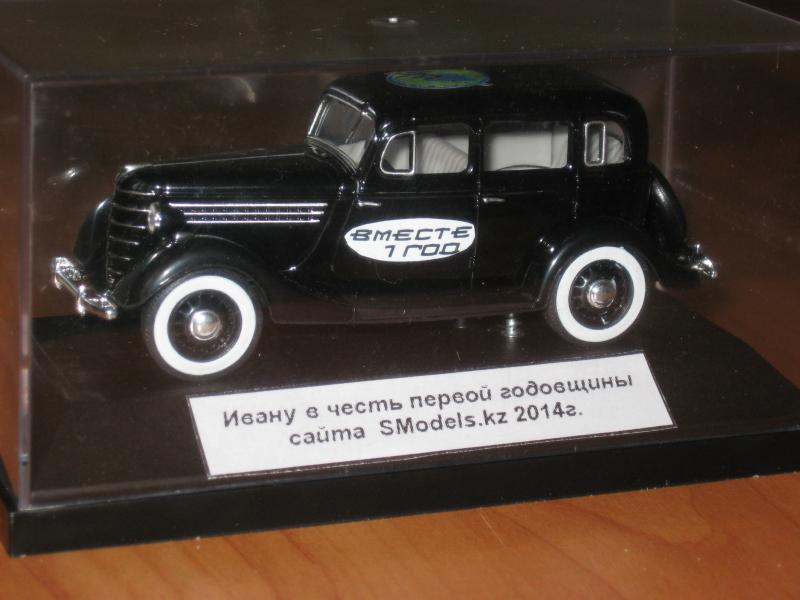 ВМЕСТЕ
1 ГОД
Ивану в честь первой годовщины
сайта SModels.kz 2014г.